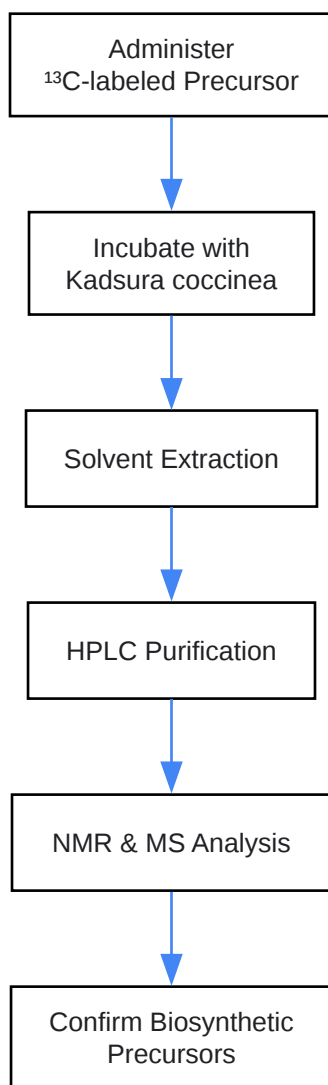 Administer
¹³C-labeled Precursor
Incubate with
Kadsura coccinea
Solvent Extraction
HPLC Purification
NMR & MS Analysis
Confirm Biosynthetic
Precursors